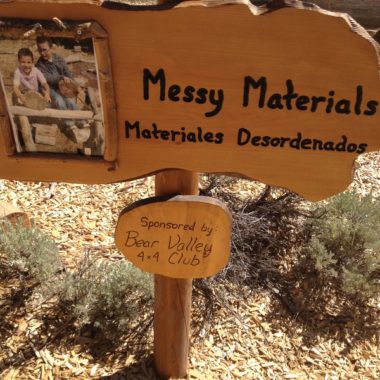 Messy Materials
Materiales Desordenados
Sponsored by:
Bear Valley
4x4 Club